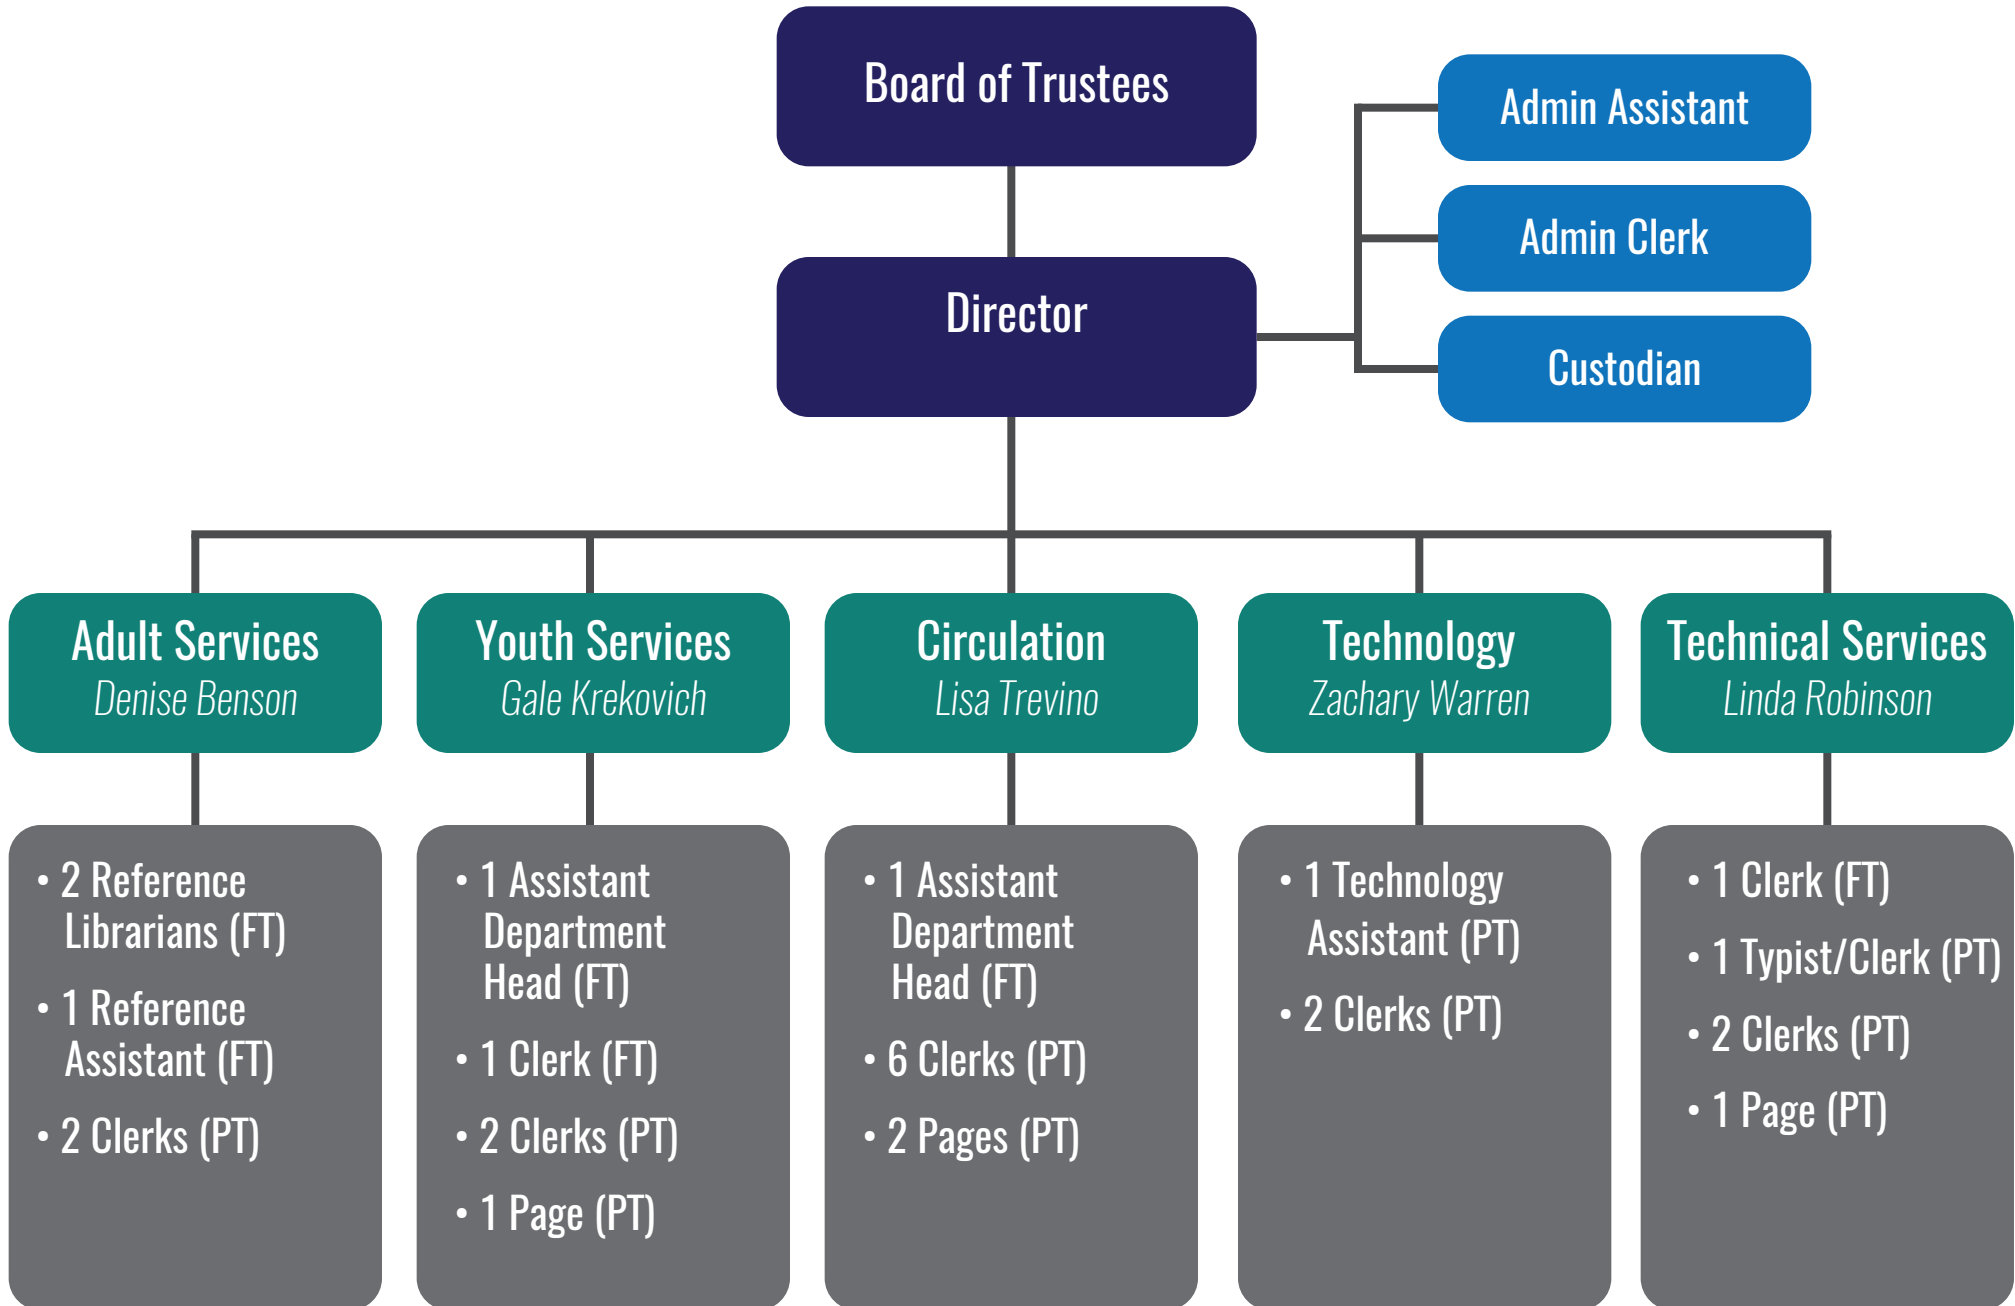 Board of Trustees
Admin Assistant
Admin Clerk
Director
Custodian
Adult Services
Denise Benson
Youth Services
Gale Krekovich
Circulation
Lisa Trevino
Technology
Zachary Warren
Technical Services
Linda Robinson
• 2 Reference
Librarians (FT)
• 1 Reference
Assistant (FT)
• 2 Clerks (PT)
• 1 Assistant
Department
Head (FT)
• 1 Clerk (FT)
• 2 Clerks (PT)
• 1 Page (PT)
• 1 Assistant
Department
Head (FT)
• 6 Clerks (PT)
• 2 Pages (PT)
• 1 Technology
Assistant (PT)
• 2 Clerks (PT)
• 1 Clerk (FT)
• 1 Typist/Clerk (PT)
• 2 Clerks (PT)
• 1 Page (PT)